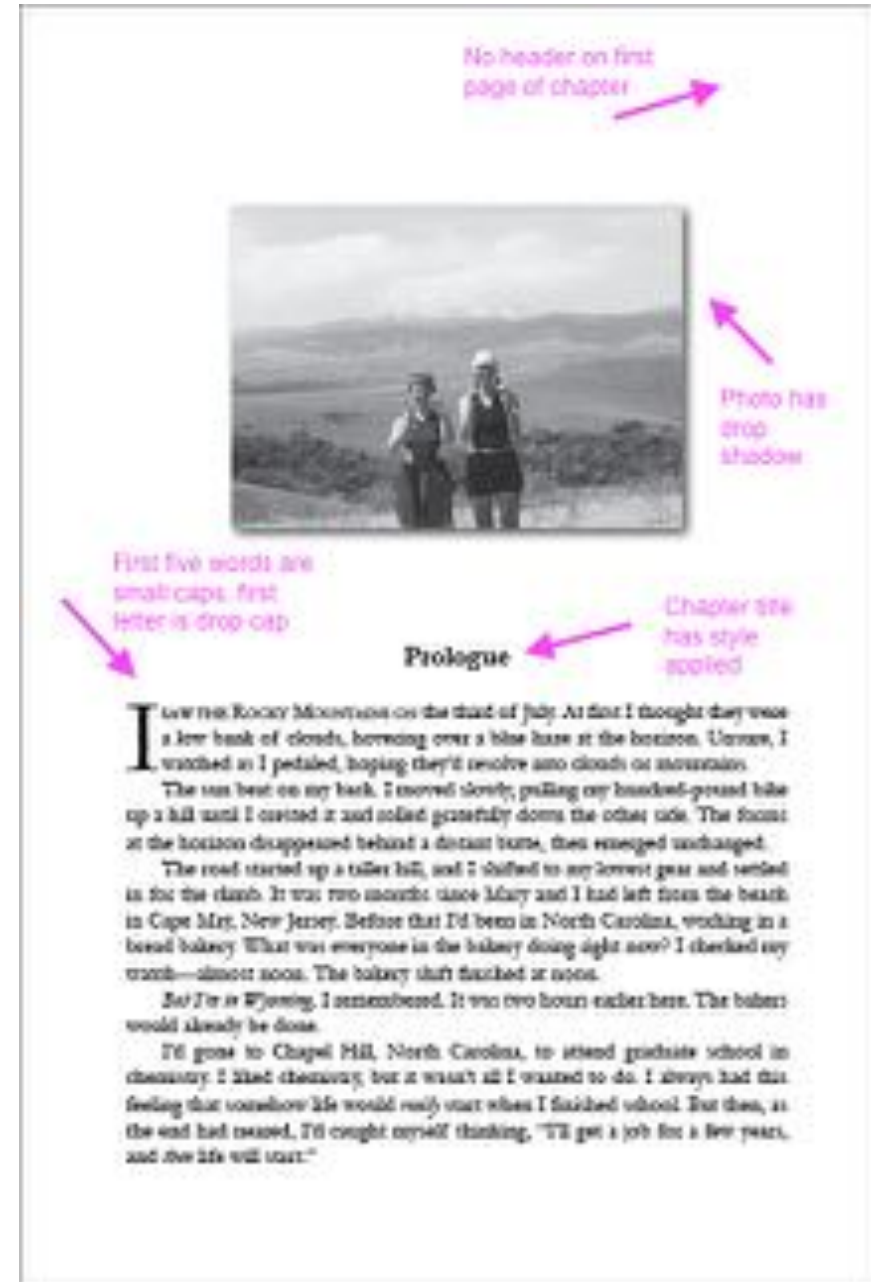 No header on first
page of chapter
Photo has
drop
shadow
First five words are
small caps, first
letter is drop cap
Chapter title
has style
applied
Prologue
I SAW THE ROCKY MOUNTAINS ON the third of July. At first I thought they were
a low bank of clouds, hovering over a blue haze at the horizon. Unsure, I
watched as I pedaled, hoping they'd resolve into clouds or mountains.
The sun beat on my back. I moved slowly, pulling my hundred-pound bike
up a hill until I crested it and rolled gratefully down the other side. The forms
at the horizon disappeared behind a distant butte, then emerged unchanged.
The road started up a taller hill, and I shifted to my lowest gear and settled
in for the climb. It was two months since Mary and I had left from the beach
in Cape May, New Jersey. Before that I'd been in North Carolina, working in a
bread bakery. What was everyone in the bakery doing right now? I checked my
watch—almost noon. The bakery shift finished at noon.
But I'm in Wyoming, I remembered. It was two hours earlier here. The bakers
would already be done.
I'd gone to Chapel Hill, North Carolina, to attend graduate school in
chemistry. I liked chemistry, but it wasn't all I wanted to do. I always had this
feeling that somehow life would really start when I finished school. But then, as
the end had neared, I'd caught myself thinking, "I'll get a job for a few years,
and then life will start."